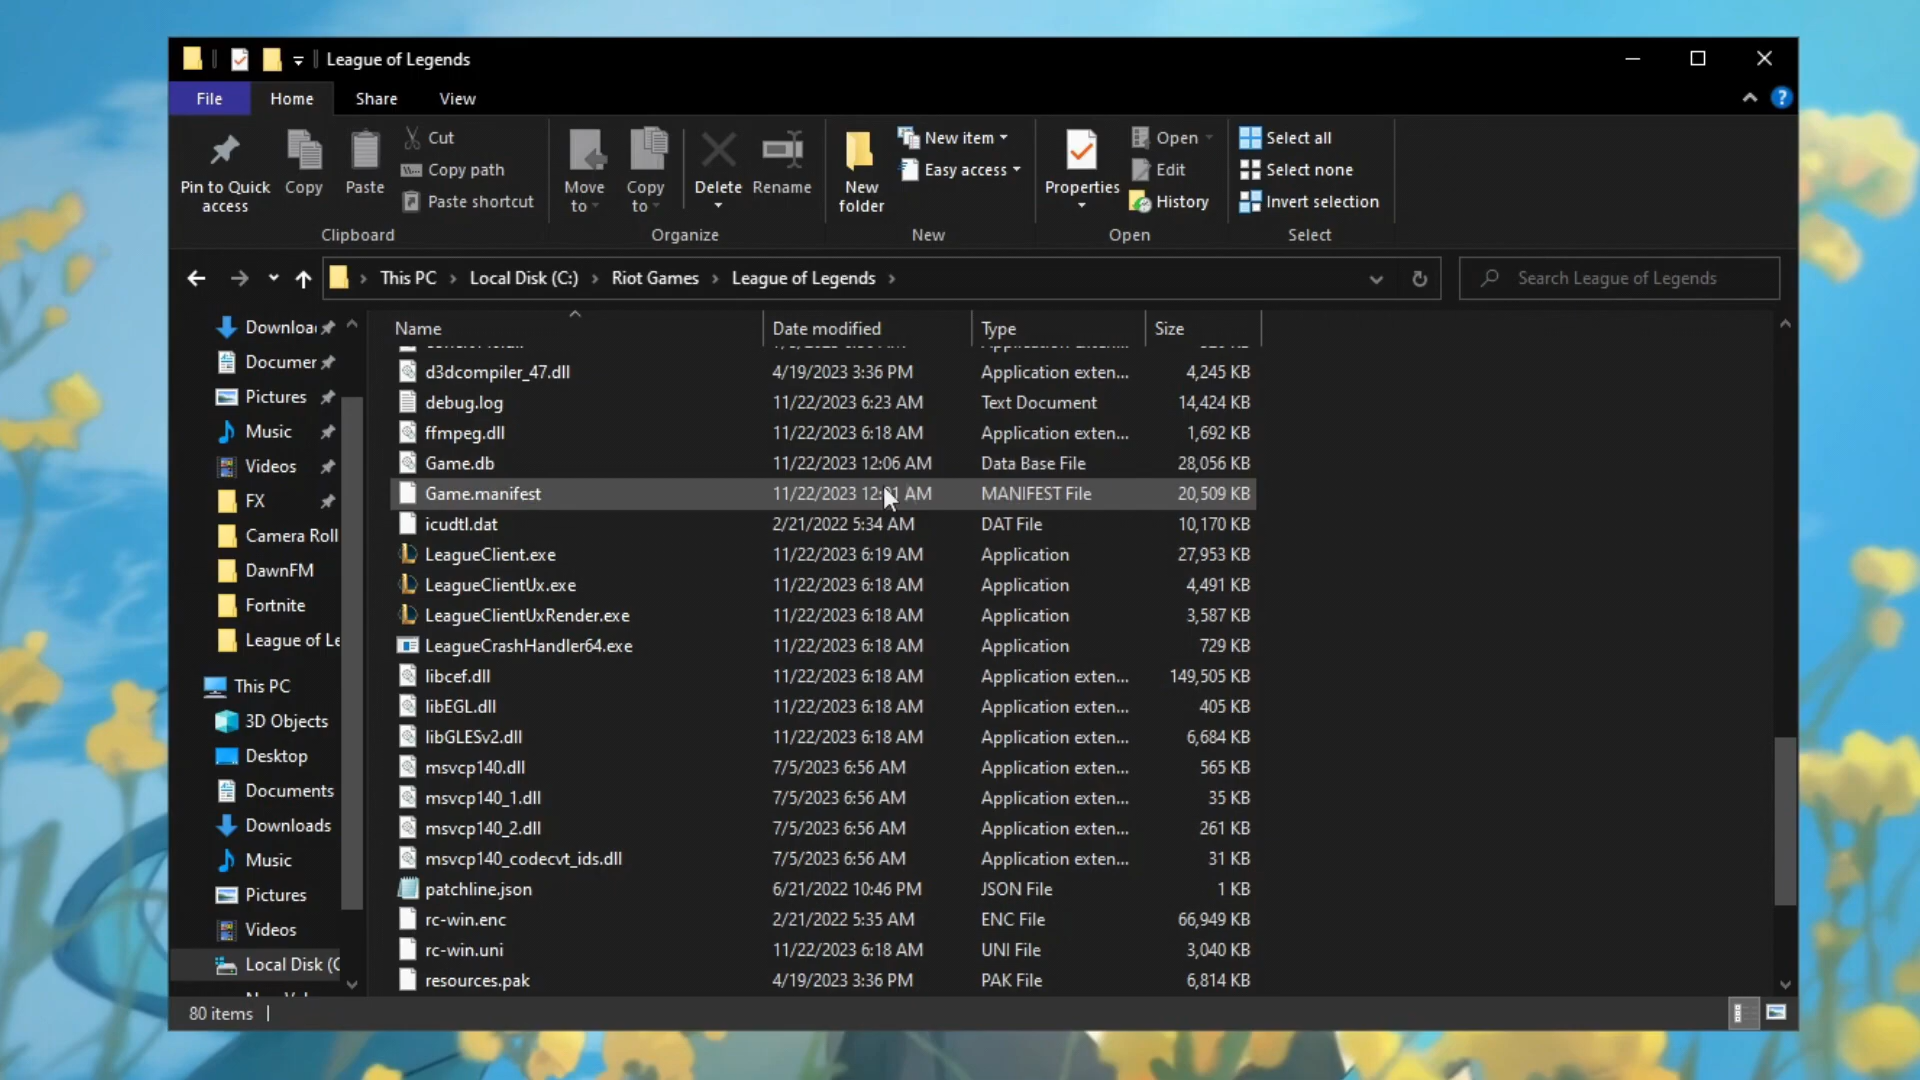 League of Legends
File Home Share View
Pin to Quick access
Copy
Paste
Cut
Copy path
Paste shortcut
Clipboard
Move to
Copy to
Delete
Rename
Organize
New folder
New item
Easy access
New
Properties
Open
Edit
History
Open
Select all
Select none
Invert selection
Select
This PC Local Disk (C:) Riot Games League of Legends
Search League of Legends
Downloa
Documer
Pictures
Music
Videos
FX
Camera Roll
DawnFM
Fortnite
League of Le
This PC
3D Objects
Desktop
Documents
Downloads
Music
Pictures
Videos
Local Disk (C
Name Date modified Type Size
d3dcompiler_47.dll 4/19/2023 3:36 PM Application exten... 4,245 KB
debug.log 11/22/2023 6:23 AM Text Document 14,424 KB
ffmpeg.dll 11/22/2023 6:18 AM Application exten... 1,692 KB
Game.db 11/22/2023 12:06 AM Data Base File 28,056 KB
Game.manifest 11/22/2023 AM MANIFEST File 20,509 KB
icudtl.dat 2/21/2022 5:34 AM DAT File 10,170 KB
LeagueClient.exe 11/22/2023 6:19 AM Application 27,953 KB
LeagueClientUx.exe 11/22/2023 6:18 AM Application 4,491 KB
LeagueClientUxRender.exe 11/22/2023 6:18 AM Application 3,587 KB
LeagueCrashHandler64.exe 11/22/2023 6:18 AM Application 729 KB
libcef.dll 11/22/2023 6:18 AM Application exten... 149,505 KB
libEGL.dll 11/22/2023 6:18 AM Application exten... 405 KB
libGLESv2.dll 11/22/2023 6:18 AM Application exten... 6,684 KB
msvcp140.dll 7/5/2023 6:56 AM Application exten... 565 KB
msvcp140_1.dll 7/5/2023 6:56 AM Application exten... 35 KB
msvcp140_2.dll 7/5/2023 6:56 AM Application exten... 261 KB
msvcp140_codecvt_ids.dll 7/5/2023 6:56 AM Application exten... 31 KB
patchline.json 6/21/2022 10:46 PM JSON File 1 KB
rc-win.enc 2/21/2022 5:35 AM ENC File 66,949 KB
rc-win.uni 11/22/2023 6:18 AM UNI File 3,040 KB
resources.pak 4/19/2023 3:36 PM PAK File 6,814 KB
80 items